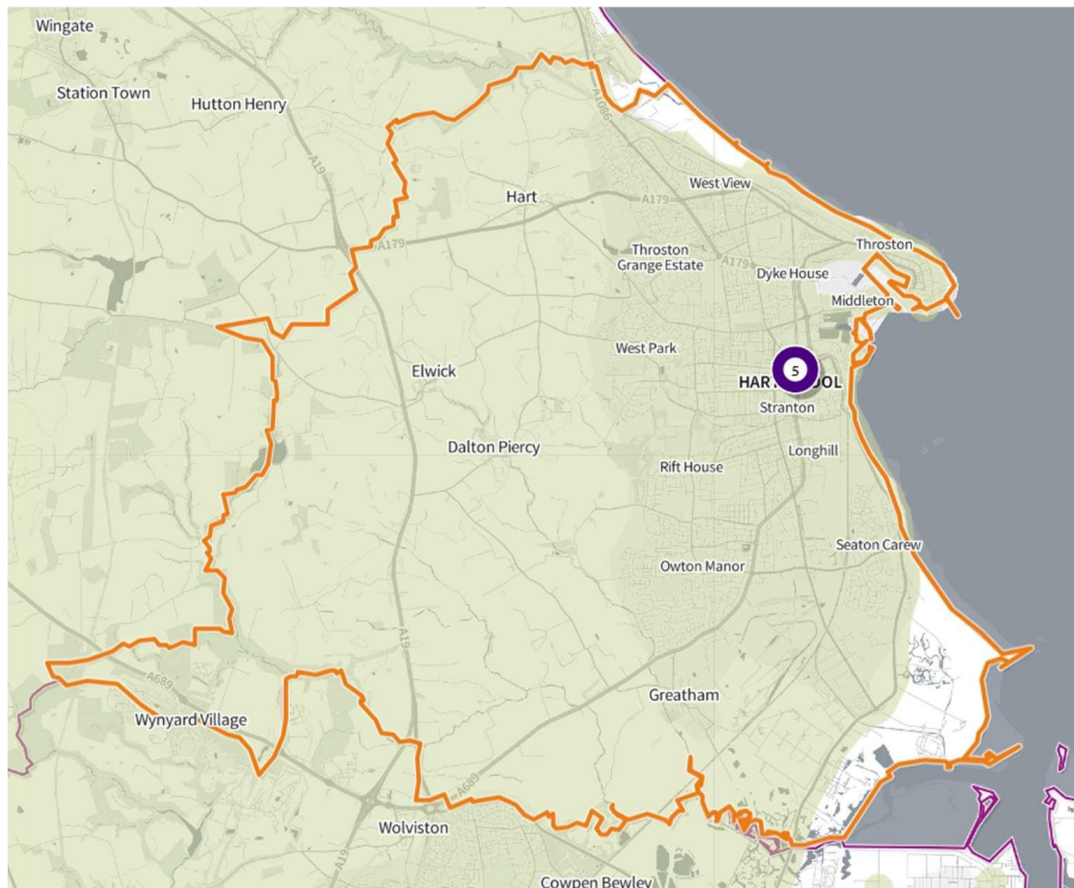 Wingate
Station Town
Hutton Henry
A19
A1086
Hart
West View
A179
A179
Throston
Throston
Grange Estate
A179
Dyke House
Middleton
West Park
5
Elwick
Stranton
Dalton Piercy
Longhill
Rift House
Seaton Carew
Owton Manor
A19
A689
Greatham
Wynyard Village
A689
Wolviston
A19
Cowpen Bewley